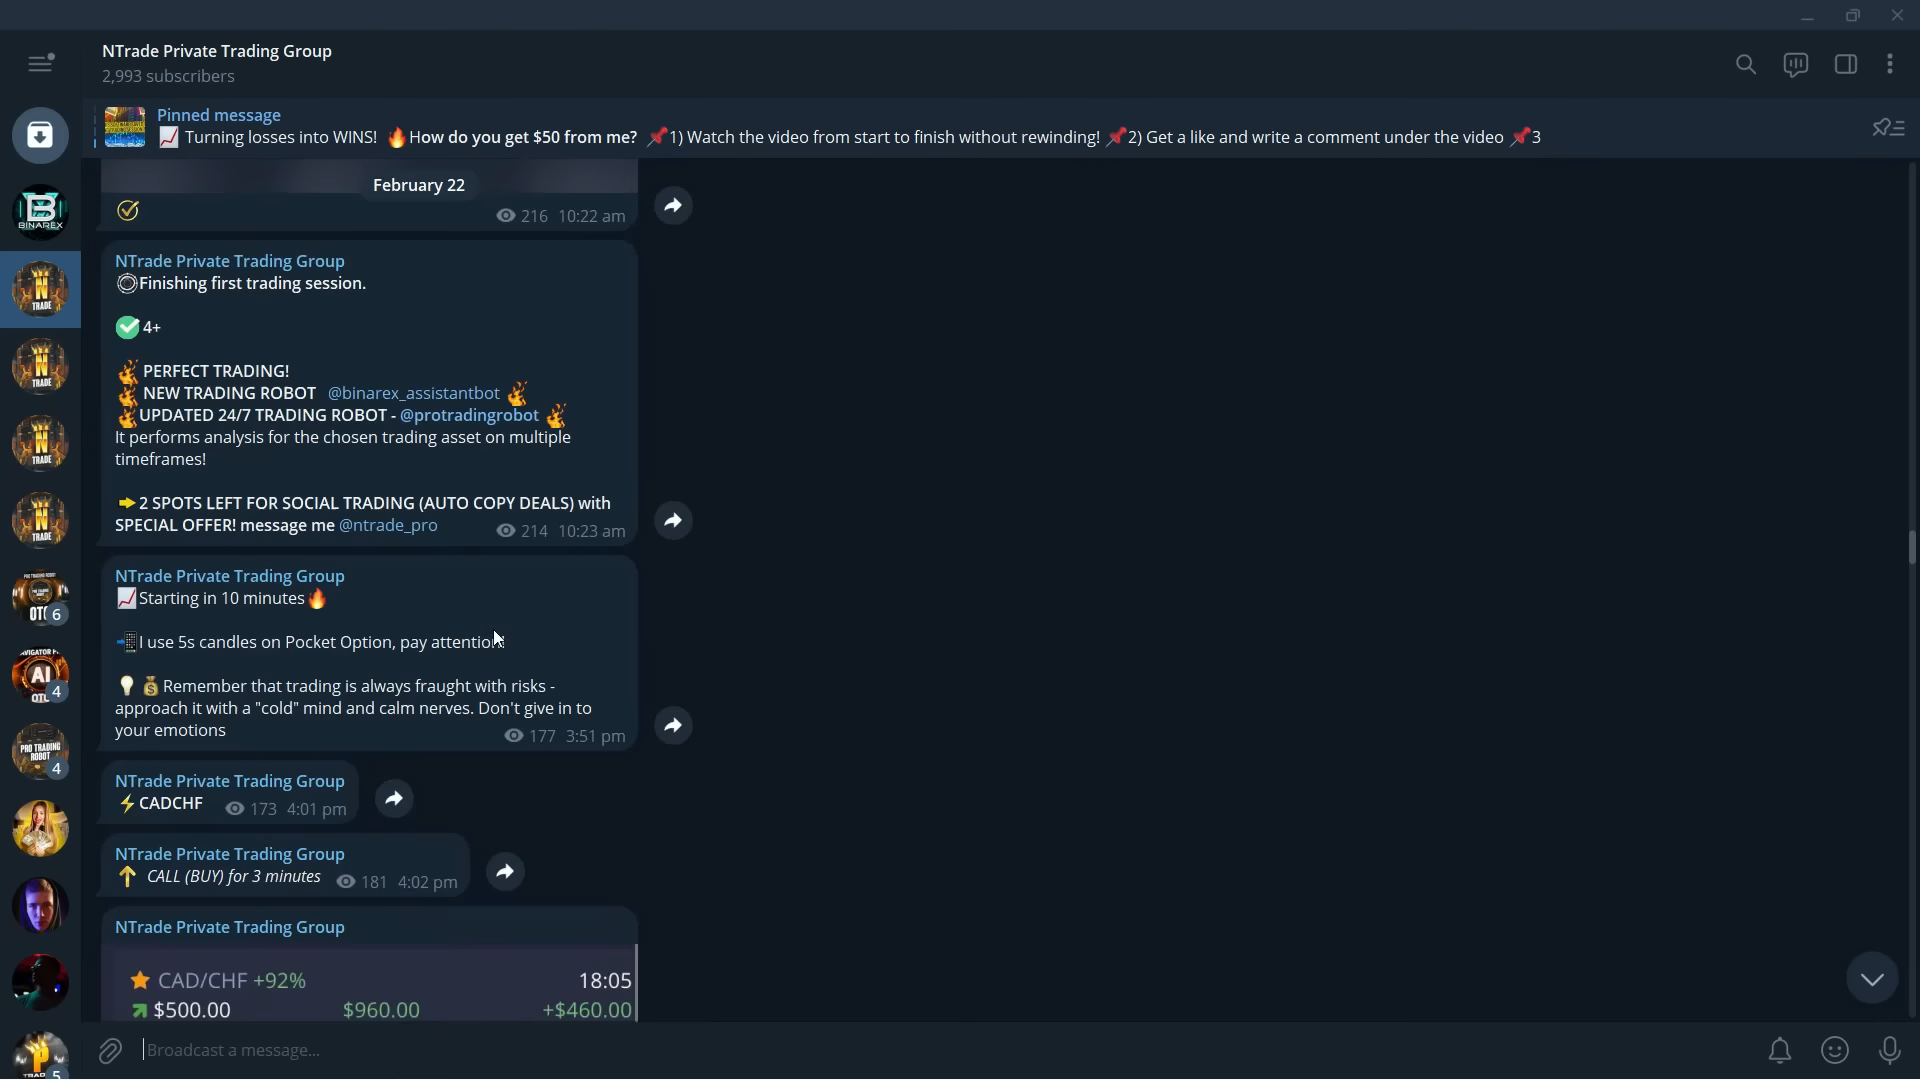 NTrade Private Trading Group
2,993 subscribers
Pinned message
📈 Turning losses into WINS! 🔥How do you get $50 from me? 📌1) Watch the video from start to finish without rewinding! 📌2) Get a like and write a comment under the video 📌3
February 22
216 10:22 am
NTrade Private Trading Group
Finishing first trading session.
✅ 4+
🔥 PERFECT TRADING!
🔥 NEW TRADING ROBOT @binarex_assistantbot 🔥
🔥UPDATED 24/7 TRADING ROBOT - @protradingrobot 🔥
It performs analysis for the chosen trading asset on multiple
timeframes!
➡️2 SPOTS LEFT FOR SOCIAL TRADING (AUTO COPY DEALS) with
SPECIAL OFFER! message me @ntrade_pro
214 10:23 am
NTrade Private Trading Group
📈Starting in 10 minutes🔥
📲I use 5s candles on Pocket Option, pay attention!
💡💰Remember that trading is always fraught with risks -
approach it with a "cold" mind and calm nerves. Don't give in to
your emotions
177 3:51 pm
NTrade Private Trading Group
⚡CADCHF
173 4:01 pm
NTrade Private Trading Group
⬆️ CALL (BUY) for 3 minutes
181 4:02 pm
NTrade Private Trading Group
CAD/CHF +92% 18:05
$500.00 $960.00 +$460.00
Broadcast a message...
BINAREX
N TRADE
N TRADE
N TRADE
N TRADE
6
AI
4
PRO TRADING
ROBOT
4
P
5